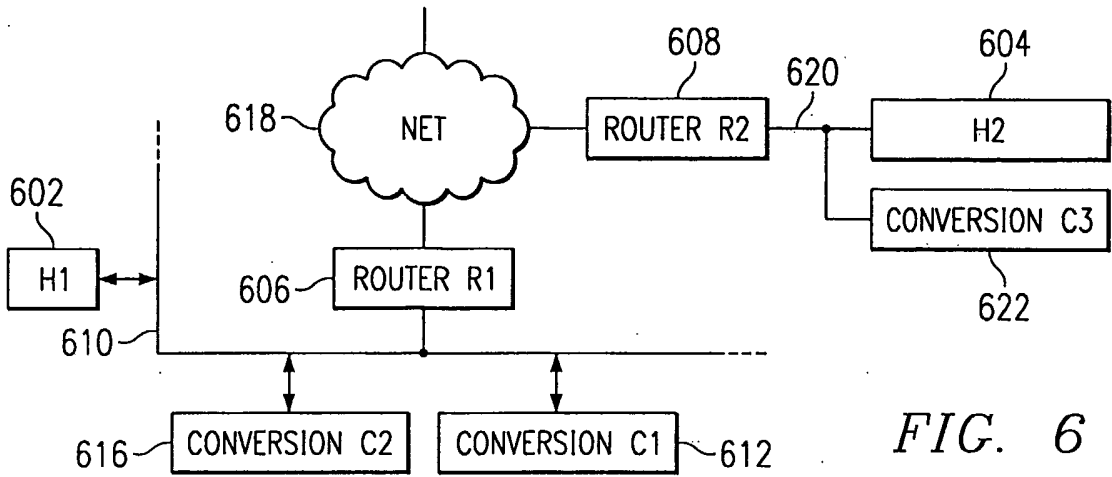 608
604
620
618
NET
ROUTER R2
H2
602
CONVERSION C3
H1
606
ROUTER R1
622
610
616
CONVERSION C2
CONVERSION C1
612
FIG. 6